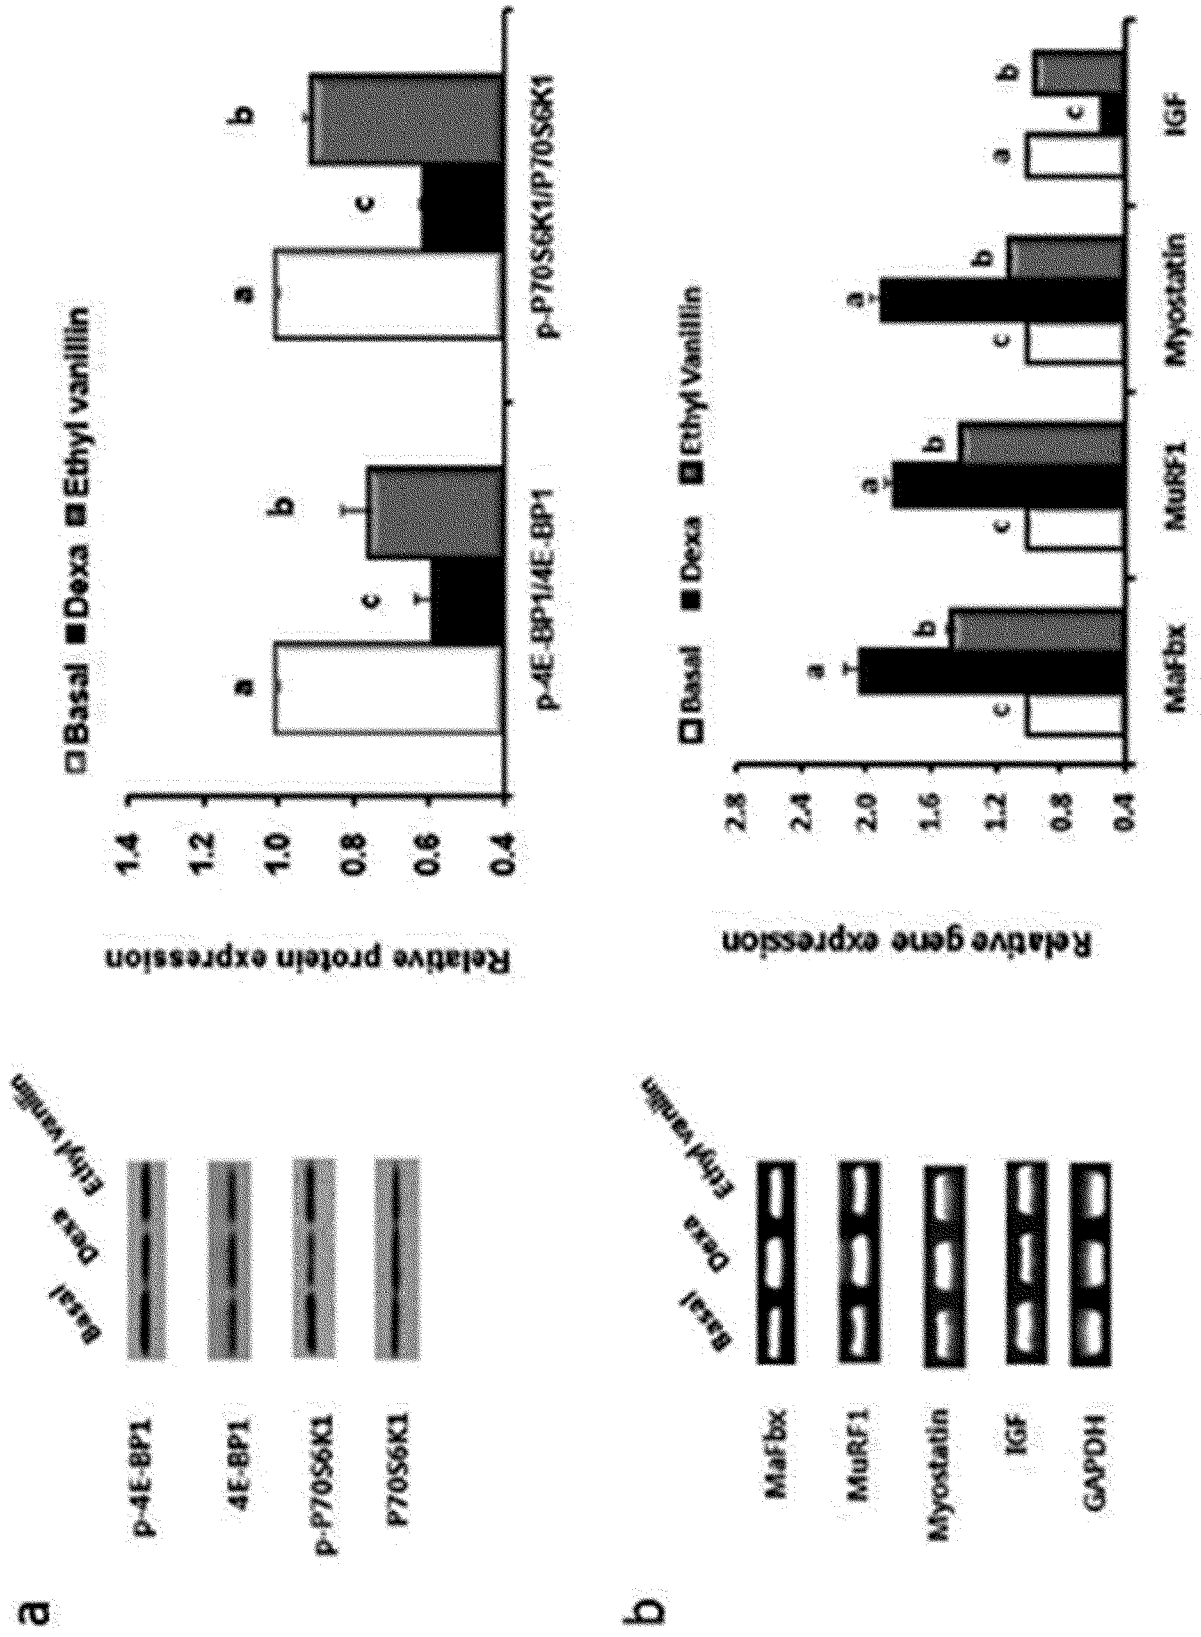 a
Basal
Dexa
Ethyl vanillin
p-4E-BP1
4E-BP1
p-P70S6K1
P70S6K1
Basal Dexa Ethyl vanillin
Relative protein expression
1.4
1.2
1.0
0.8
0.6
0.4
a
c
b
a
c
b
p-4E-BP1/4E-BP1
p-P70S6K1/P70S6K1
b
Basal
Dexa
Ethyl vanillin
MaFbx
MuRF1
Myostatin
IGF
GAPDH
Basal Dexa Ethyl Vanillin
Relative gene expression
2.8
2.4
2.0
1.6
1.2
0.8
0.4
c
a
b
c
a
b
c
a
b
a
c
b
MaFbx
MuRF1
Myostatin
IGF